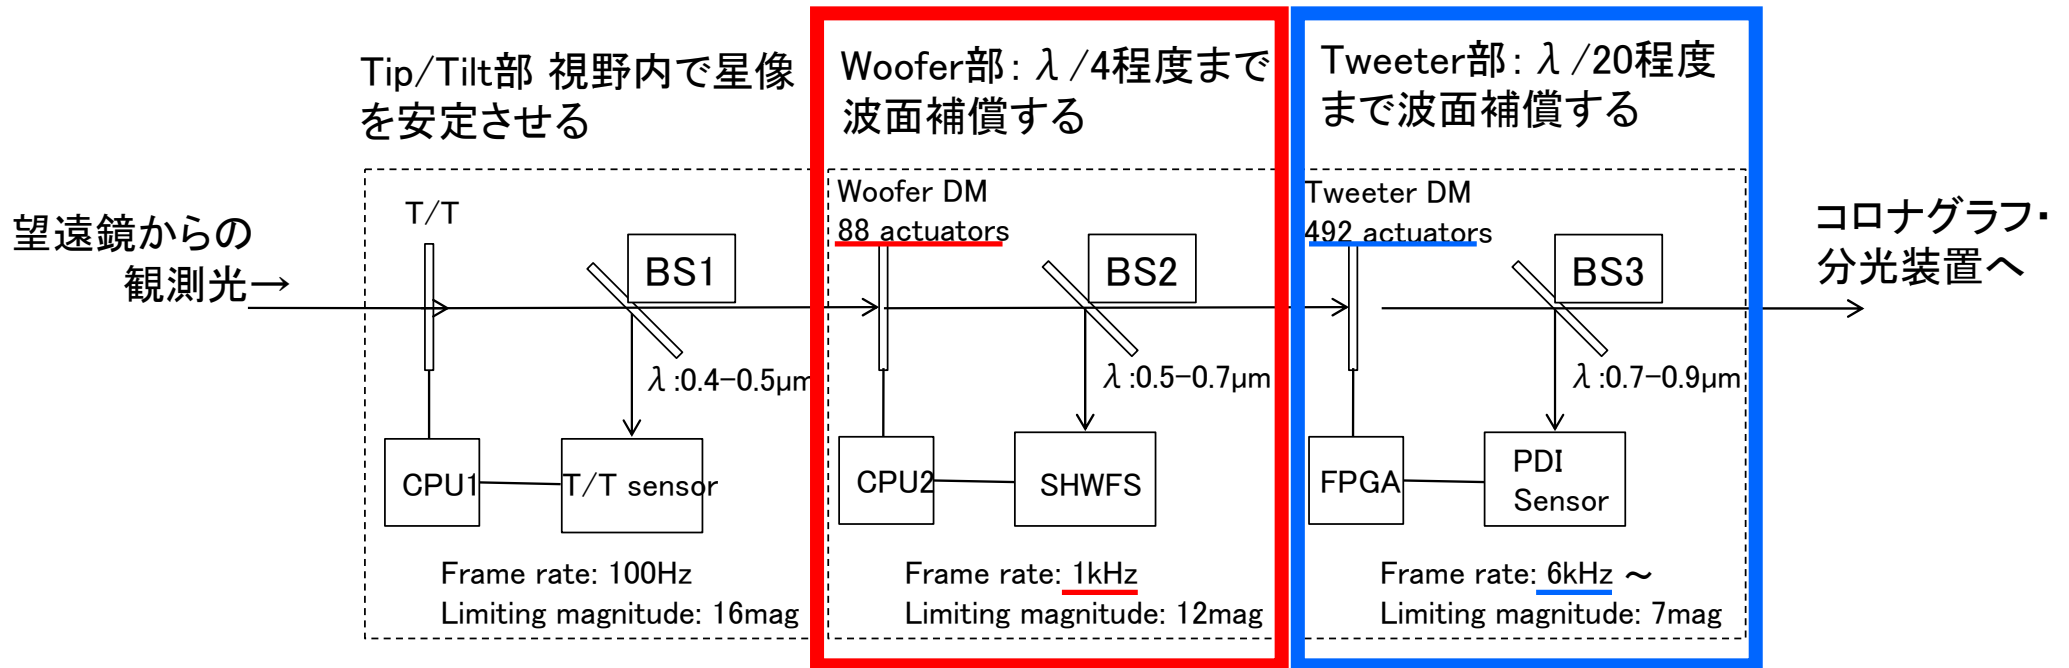 Tip/Tilt部 視野内で星像
を安定させる
Woofer部: λ/4程度まで
波面補償する
Tweeter部: λ/20程度
まで波面補償する
望遠鏡からの
観測光→
T/T
BS1
λ:0.4-0.5μm
CPU1
T/T sensor
Frame rate: 100Hz
Limiting magnitude: 16mag
Woofer DM
88 actuators
BS2
λ:0.5-0.7μm
CPU2
SHWFS
Frame rate: 1kHz
Limiting magnitude: 12mag
Tweeter DM
492 actuators
BS3
λ:0.7-0.9μm
FPGA
PDI
Sensor
Frame rate: 6kHz ～
Limiting magnitude: 7mag
コロナグラフ・
分光装置へ